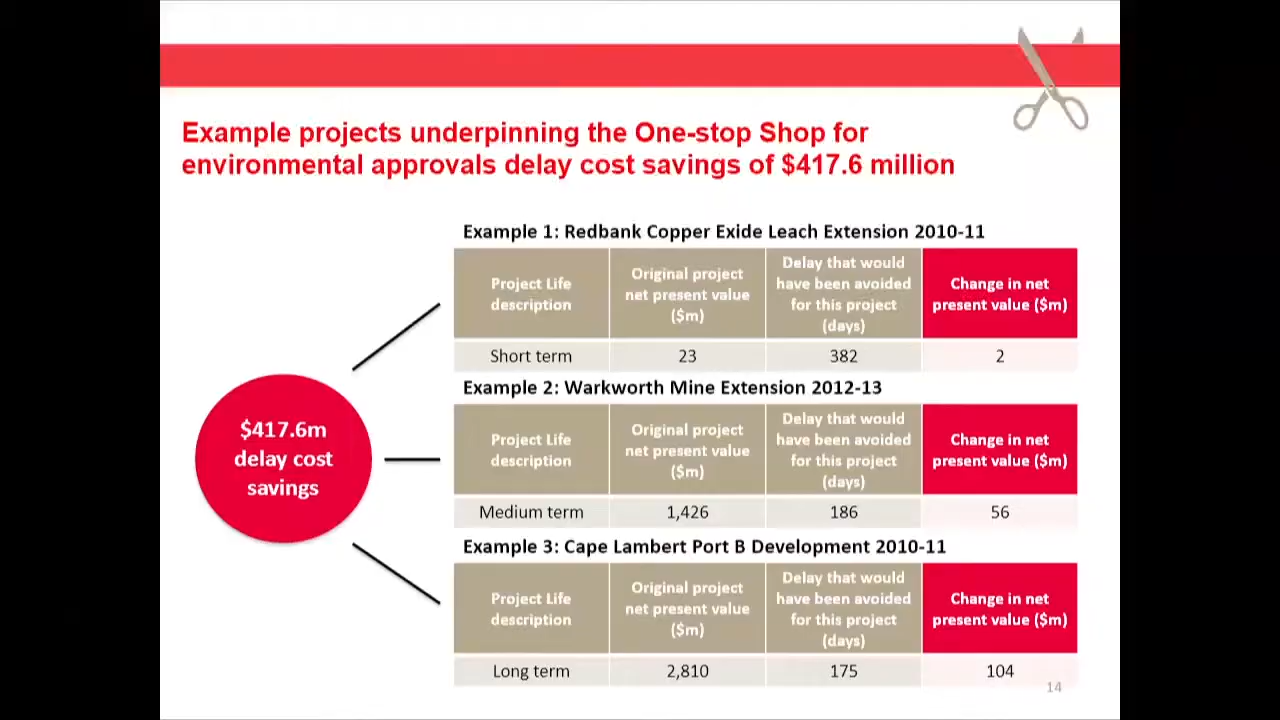 Example projects underpinning the One-stop Shop for
environmental approvals delay cost savings of $417.6 million
$417.6m
delay cost
savings
Example 1: Redbank Copper Exide Leach Extension 2010-11
Project Life
description
Original project
net present value
($m)
Delay that would
have been avoided
for this project
(days)
Change in net
present value ($m)
Short term
23
382
2
Example 2: Warkworth Mine Extension 2012-13
Project Life
description
Original project
net present value
($m)
Delay that would
have been avoided
for this project
(days)
Change in net
present value ($m)
Medium term
1,426
186
56
Example 3: Cape Lambert Port B Development 2010-11
Project Life
description
Original project
net present value
($m)
Delay that would
have been avoided
for this project
(days)
Change in net
present value ($m)
Long term
2,810
175
104
14